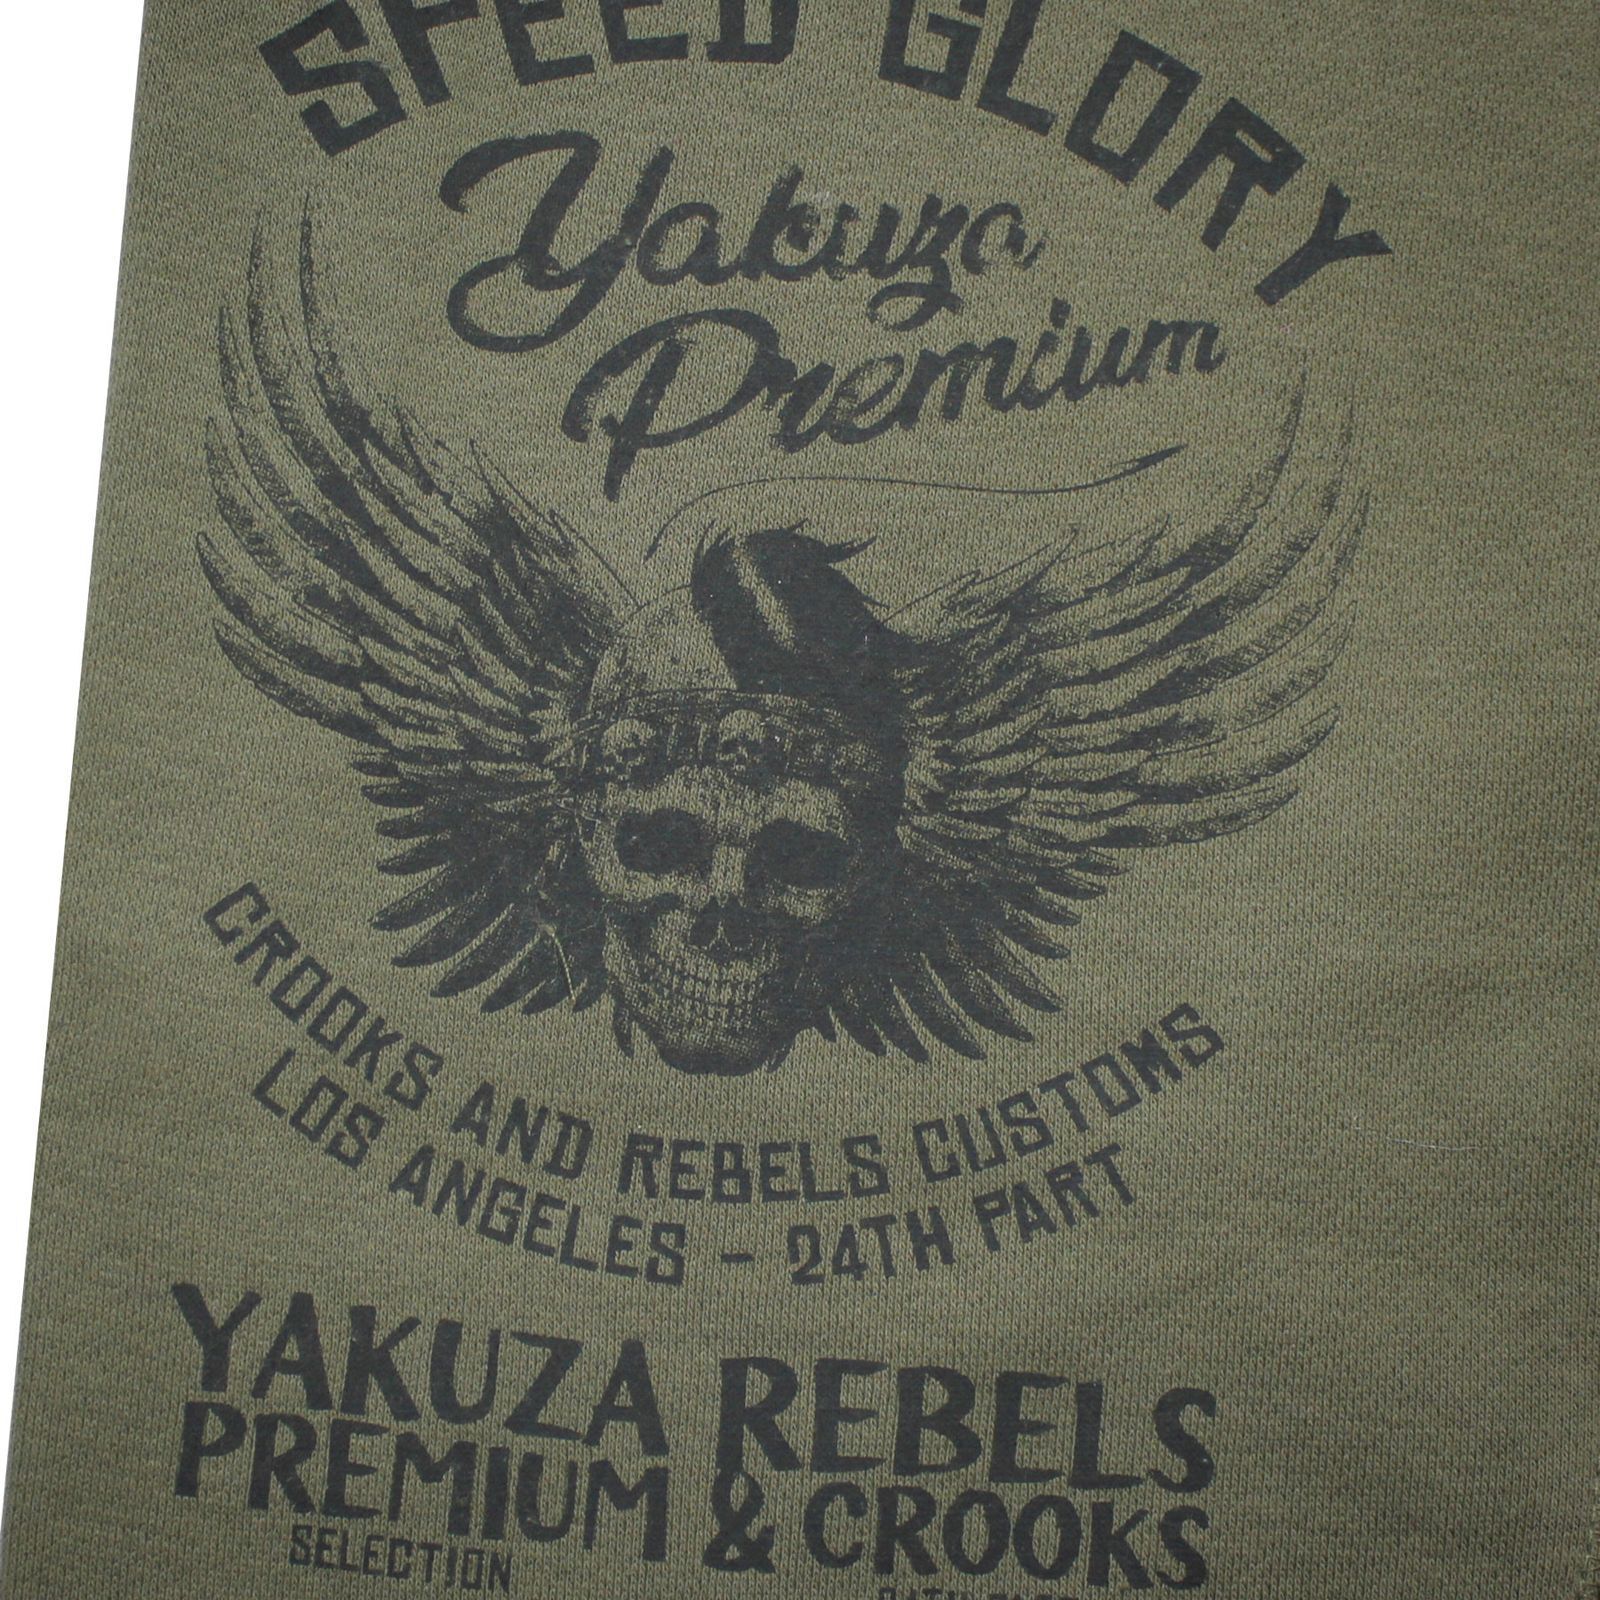 SPEED GLORY
Yakuza
Premium
CROOKS AND REBELS CUSTOMS
LOS ANGELES - 24TH PART
YAKUZA REBELS
PREMIUM & CROOKS
SELECTION